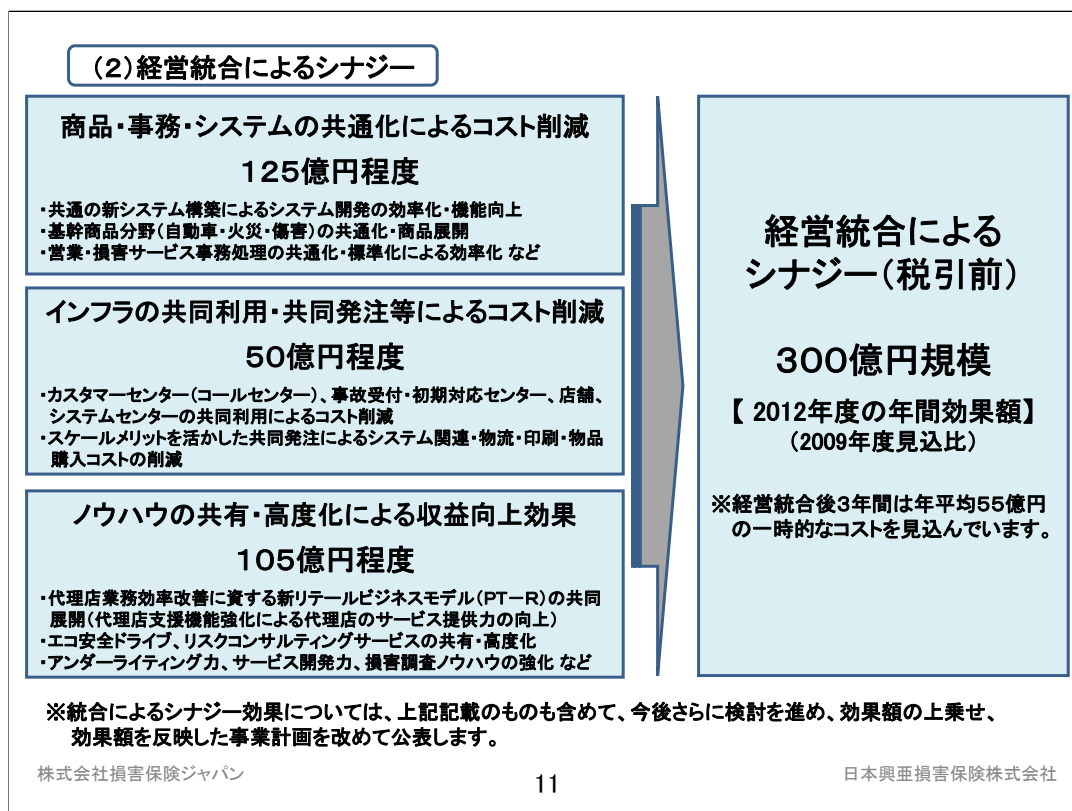 （２）経営統合によるシナジー
商品・事務・システムの共通化によるコスト削減
１２５億円程度
・共通の新システム構築によるシステム開発の効率化・機能向上
・基幹商品分野（自動車・火災・傷害）の共通化・商品展開
・営業・損害サービス事務処理の共通化・標準化による効率化 など
インフラの共同利用・共同発注等によるコスト削減
５０億円程度
・カスタマーセンター（コールセンター）、事故受付・初期対応センター、店舗、
システムセンターの共同利用によるコスト削減
・スケールメリットを活かした共同発注によるシステム関連・物流・印刷・物品
購入コストの削減
ノウハウの共有・高度化による収益向上効果
１０５億円程度
・代理店業務効率改善に資する新リテールビジネスモデル（ＰＴ－Ｒ）の共同
展開（代理店支援機能強化による代理店のサービス提供力の向上）
・エコ安全ドライブ、リスクコンサルティングサービスの共有・高度化
・アンダーライティング力、サービス開発力、損害調査ノウハウの強化 など
経営統合による
シナジー（税引前）
３００億円規模
【 2012年度の年間効果額】
（2009年度見込比）
※経営統合後３年間は年平均５５億円
の一時的なコストを見込んでいます。
※統合によるシナジー効果については、上記記載のものも含めて、今後さらに検討を進め、効果額の上乗せ、
効果額を反映した事業計画を改めて公表します。
株式会社損害保険ジャパン
11
日本興亜損害保険株式会社